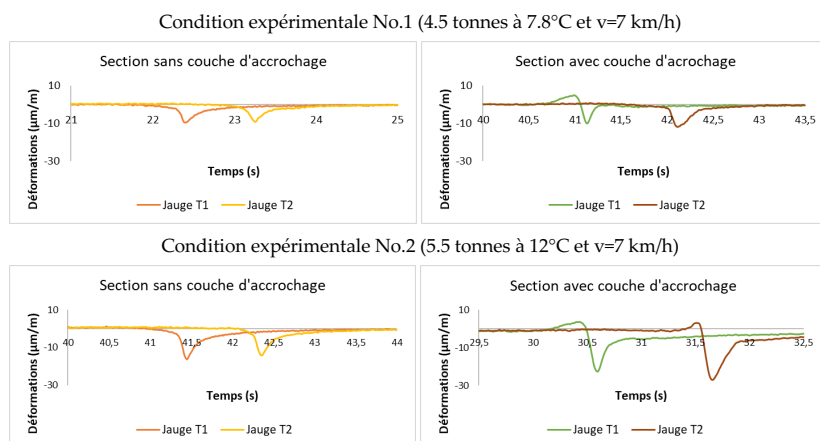 Condition expérimentale No.1 (4.5 tonnes à 7.8°C et v=7 km/h)
Section sans couche d'accrochage
Déformations (µm/m)
10
-10
-30
21 22 23 24 25
Temps (s)
Jauge T1 Jauge T2
Section avec couche d'acrochage
Déformations (µm/m)
10
-10
-30
40 40,5 41 41,5 42 42,5 43 43,5
Temps (s)
Jauge T1 Jauge T2
Condition expérimentale No.2 (5.5 tonnes à 12°C et v=7 km/h)
Section sans couche d'accrochage
Déformations (µm/m)
10
-10
-30
40 40,5 41 41,5 42 42,5 43 43,5 44
Temps (s)
Jauge T1 Jauge T2
Section avec couche d'accrochage
Déformations (µm/m)
10
-10
-30
29,5 30 30,5 31 31,5 32 32,5
Temps (s)
Jauge T1 Jauge T2